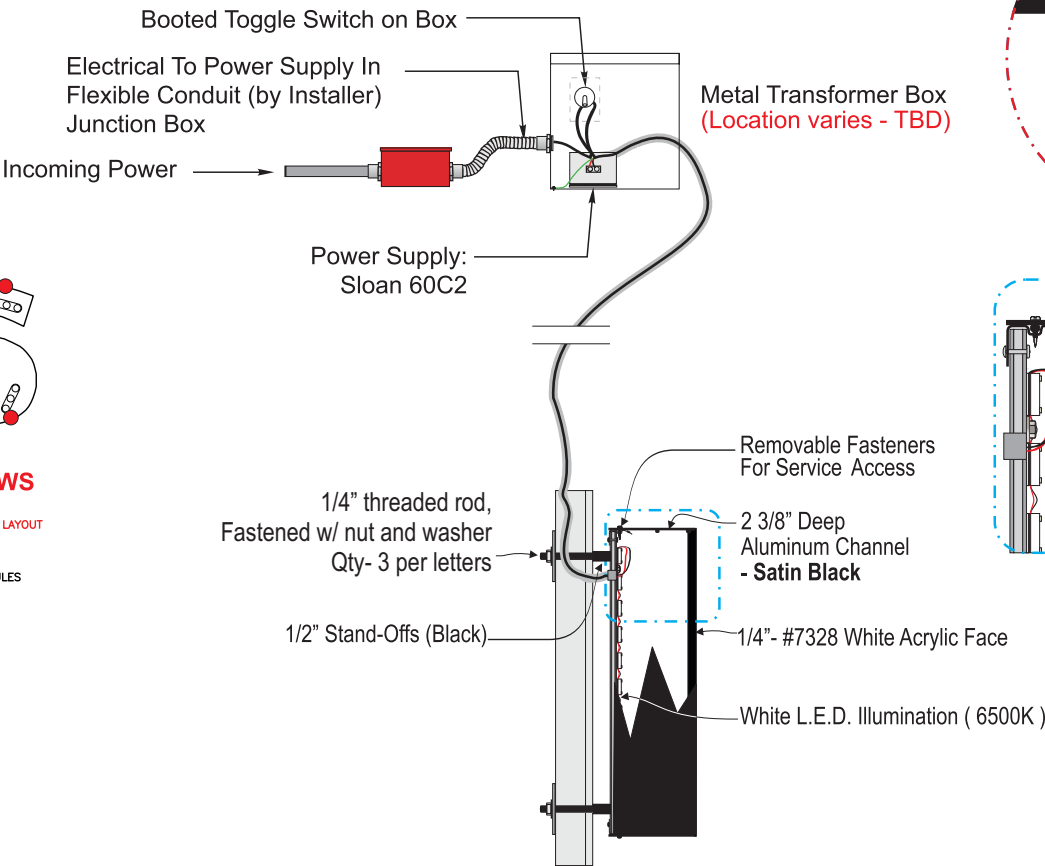 Booted Toggle Switch on Box
Electrical To Power Supply In
Flexible Conduit (by Installer)
Junction Box
Metal Transformer Box
(Location varies - TBD)
Incoming Power
Power Supply:
Sloan 60C2
WS
LAYOUT
ULES
Removable Fasteners
For Service Access
1/4” threaded rod,
Fastened w/ nut and washer
Qty- 3 per letters
2 3/8” Deep
Aluminum Channel
- Satin Black
1/2” Stand-Offs (Black)
1/4”- #7328 White Acrylic Face
White L.E.D. Illumination ( 6500K )